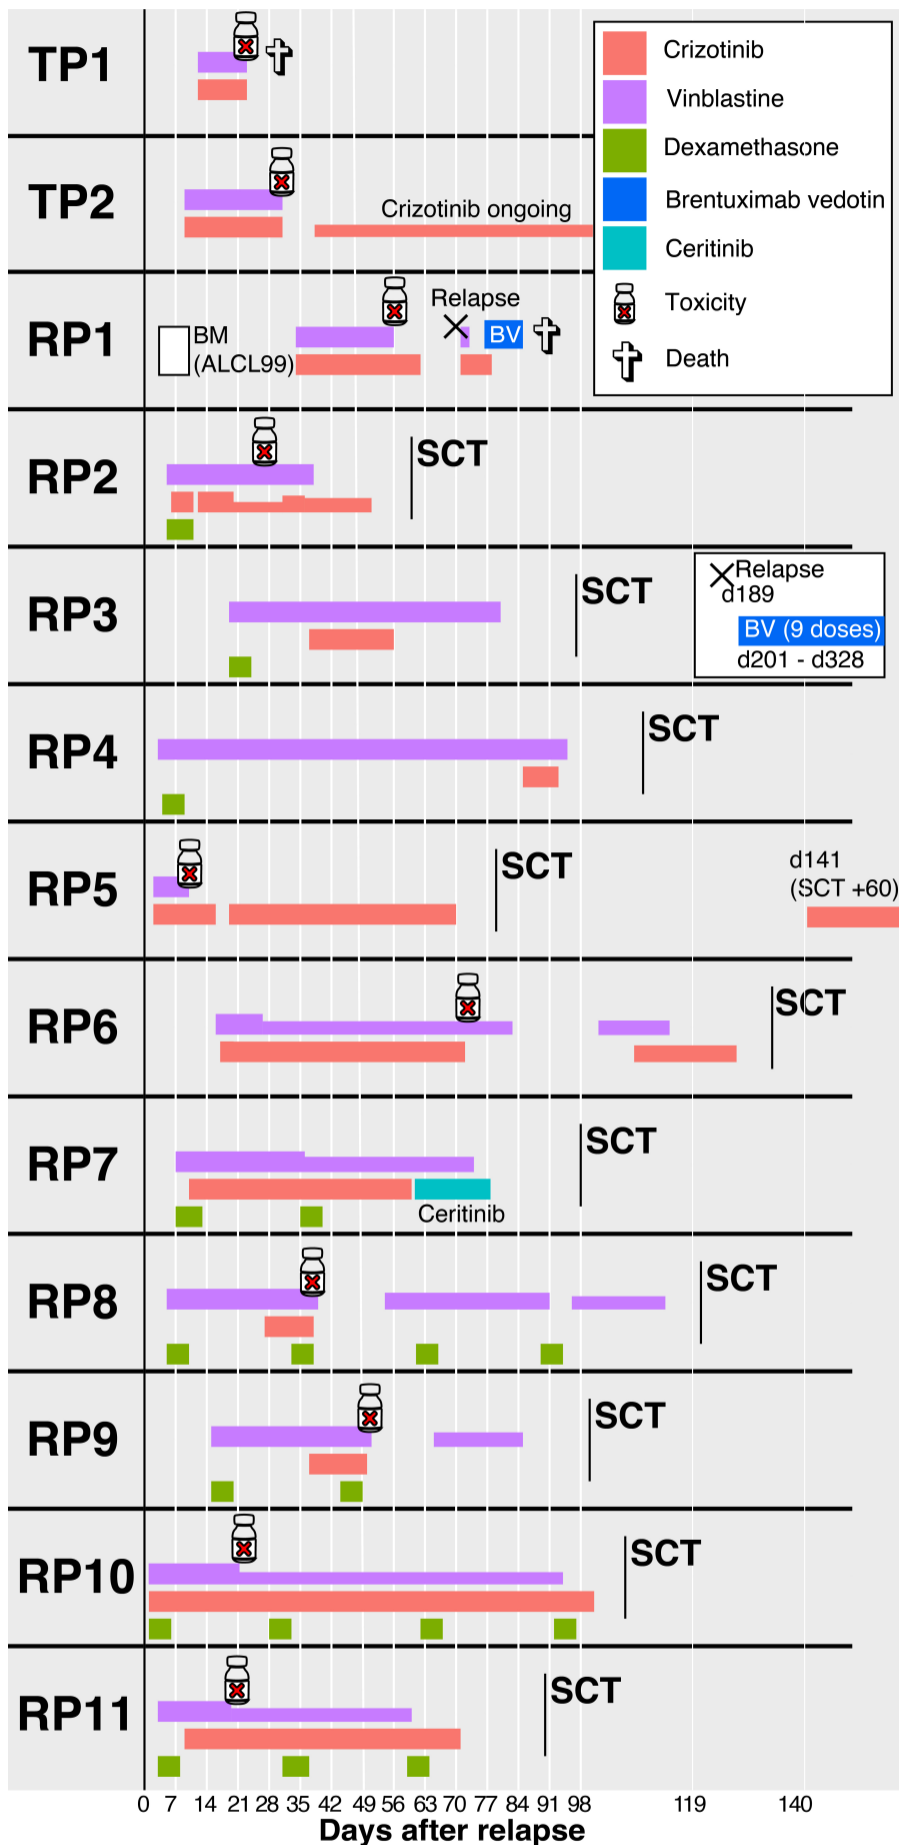 TP1
Crizotinib
Vinblastine
Dexamethasone
Brentuximab vedotin
Ceritinib
Toxicity
Death
TP2
Crizotinib ongoing
RP1
BM
(ALCL99)
Relapse
BV
RP2
SCT
RP3
SCT
Relapse
d189
BV (9 doses)
d201 - d328
RP4
SCT
RP5
SCT
d141
(SCT +60)
RP6
SCT
RP7
SCT
Ceritinib
RP8
SCT
RP9
SCT
RP10
SCT
RP11
SCT
0 7 14 21 28 35 42 49 56 63 70 77 84 91 98 119 140
Days after relapse